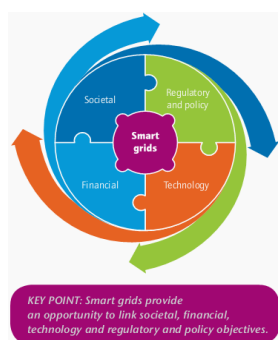 Societal
Regulatory
and policy
Smart
grids
Financial
Technology
KEY POINT: Smart grids provide
an opportunity to link societal, financial,
technology and regulatory and policy objectives.